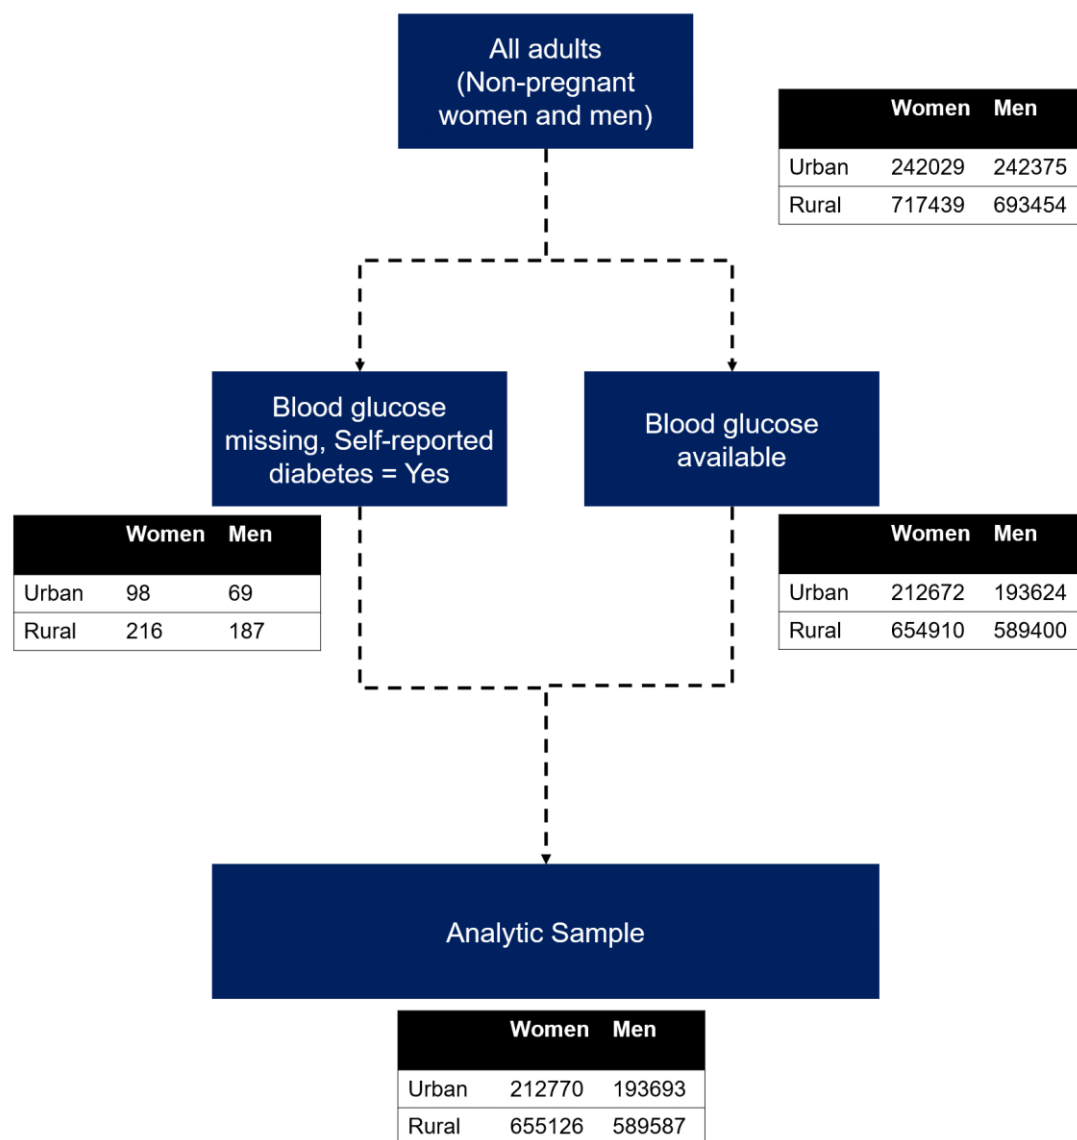 All adults
(Non-pregnant
women and men)
Women Men
Urban 242029 242375
Rural 717439 693454
Blood glucose
missing, Self-reported
diabetes = Yes
Blood glucose
available
Women Men
Urban 98 69
Rural 216 187
Women Men
Urban 212672 193624
Rural 654910 589400
Analytic Sample
Women Men
Urban 212770 193693
Rural 655126 589587